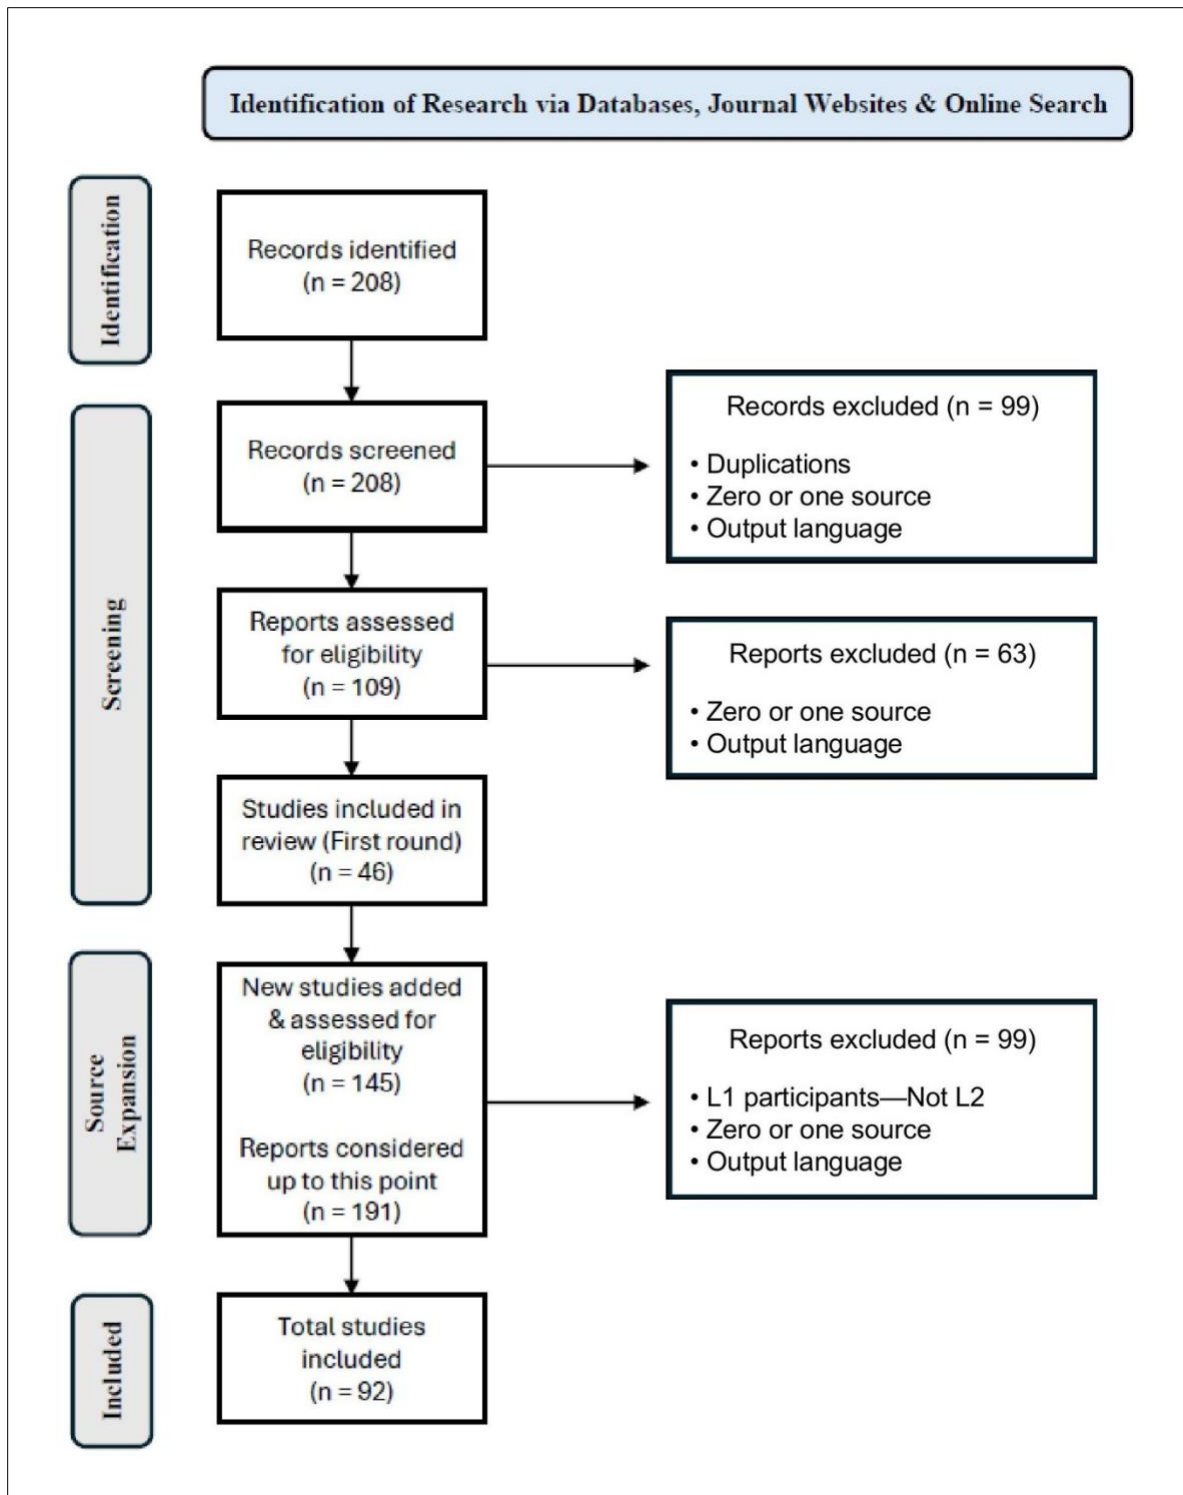 Identification of Research via Databases, Journal Websites & Online Search
Identification
Records identified
(n = 208)
Screening
Records screened
(n = 208)
Records excluded (n = 99)
• Duplications
• Zero or one source
• Output language
Reports assessed
for eligibility
(n = 109)
Reports excluded (n = 63)
• Zero or one source
• Output language
Studies included in
review (First round)
(n = 46)
Source
Expansion
New studies added
& assessed for
eligibility
(n = 145)
Reports considered
up to this point
(n = 191)
Reports excluded (n = 99)
• L1 participants—Not L2
• Zero or one source
• Output language
Included
Total studies
included
(n = 92)